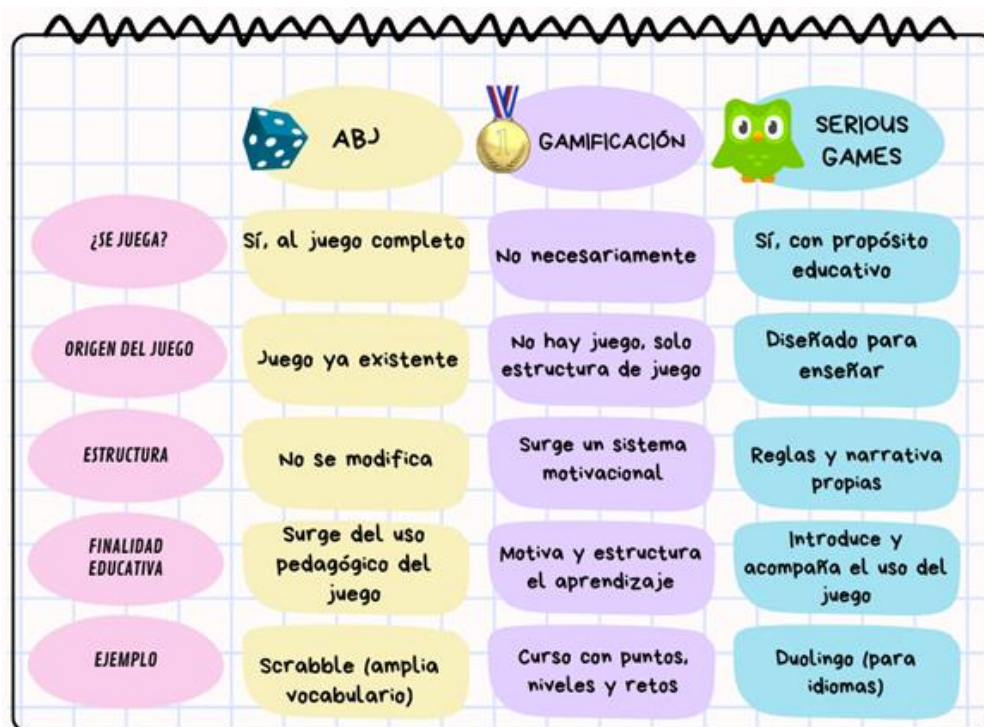 ABJ
GAMIFICACIÓN
SERIOUS
GAMES
¿SE JUEGA?
Sí, al juego completo
No necesariamente
Sí, con propósito
educativo
ORIGEN DEL JUEGO
Juego ya existente
No hay juego, solo
estructura de juego
Diseñado para
enseñar
ESTRUCTURA
No se modifica
Surge un sistema
motivacional
Reglas y narrativa
propias
FINALIDAD
EDUCATIVA
Surge del uso
pedagógico del
juego
Motiva y estructura
el aprendizaje
Introduce y
acompaña el uso del
juego
EJEMPLO
Scrabble (amplia
vocabulario)
Curso con puntos,
niveles y retos
Duolingo (para
idiomas)
1